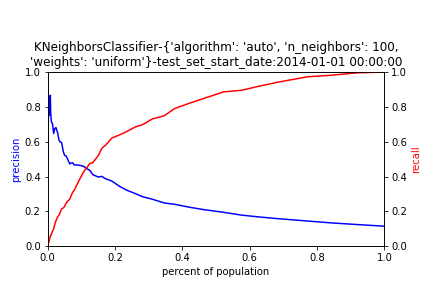 KNeighborsClassifier-{'algorithm': 'auto', 'n_neighbors': 100,
'weights': 'uniform'}-test_set_start_date:2014-01-01 00:00:00
1.0 1.0
0.8 0.8
0.6 0.6
precision recall
0.4 0.4
0.2 0.2
0.0 0.0
0.0 0.2 0.4 0.6 0.8 1.0
percent of population